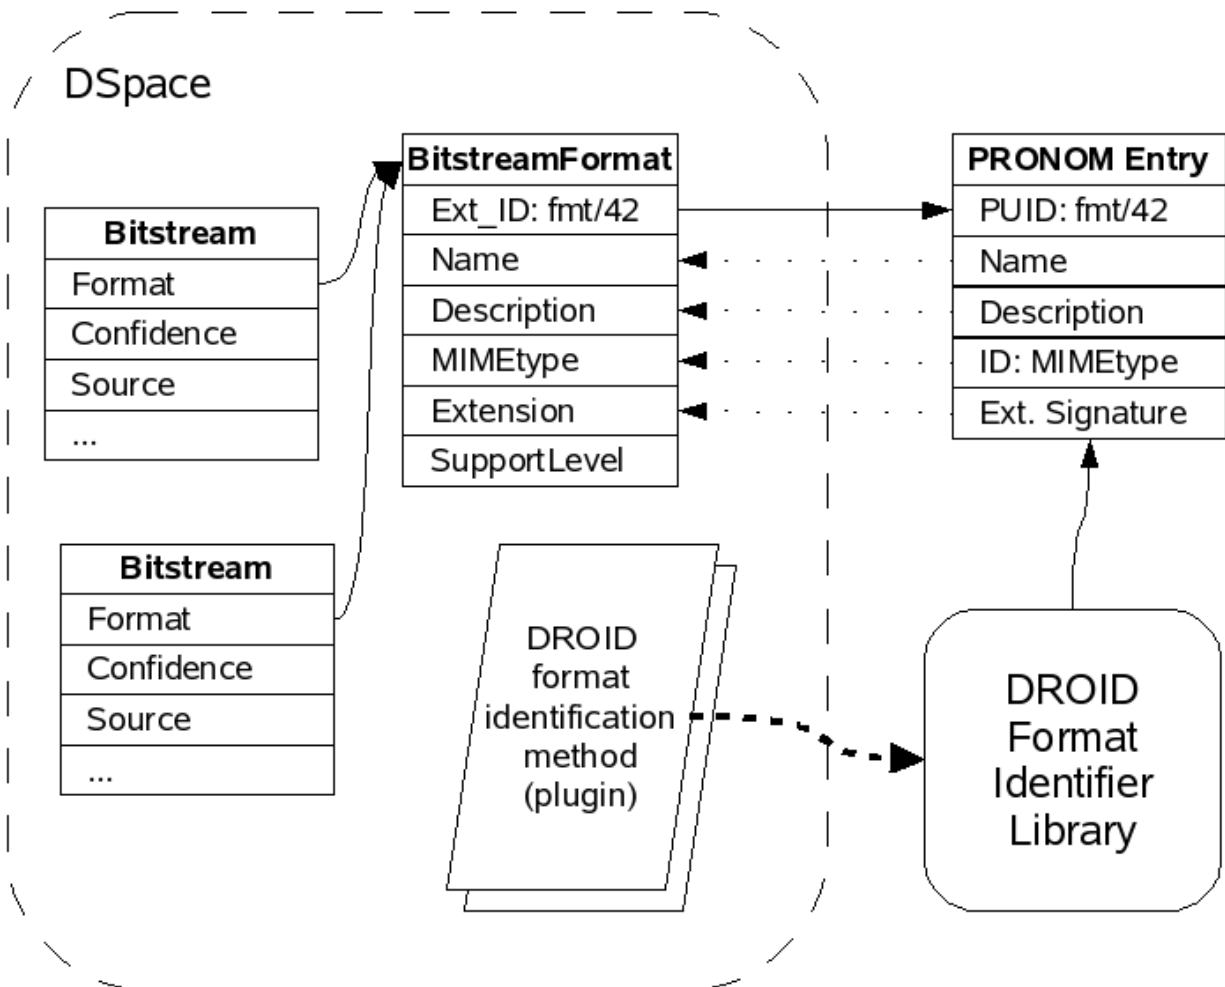 DSpace
Bitstream
Format
Confidence
Source
...
Bitstream
Format
Confidence
Source
...
BitstreamFormat
Ext_ID: fmt/42
Name
Description
MIMEtype
Extension
SupportLevel
DROID
format
identification
method
(plugin)
PRONOM Entry
PUID: fmt/42
Name
Description
ID: MIMEtype
Ext. Signature
DROID
Format
Identifier
Library